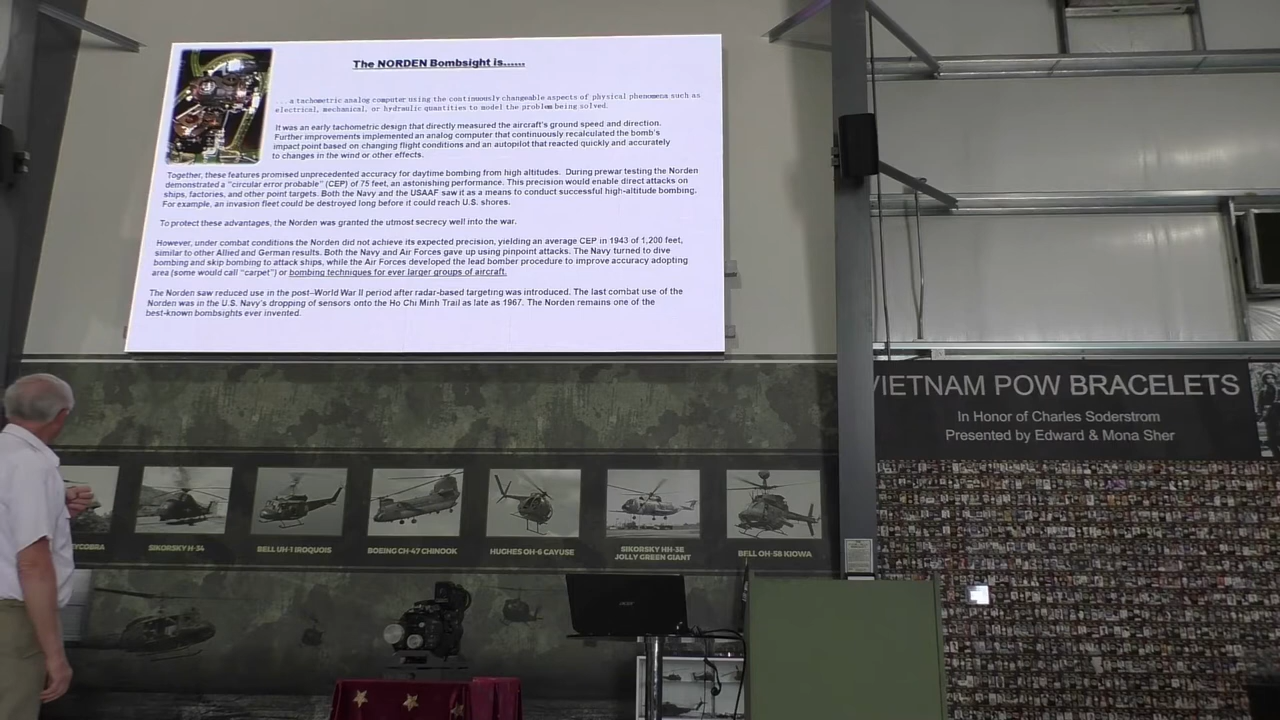 The NORDEN Bombsight is......
. . . a tachometric analog computer using the continuously changeable aspects of physical phenomena such as
electrical, mechanical, or hydraulic quantities to model the problem being solved.
It was an early tachometric design that directly measured the aircraft's ground speed and direction.
Further improvements implemented an analog computer that continuously recalculated the bomb's
impact point based on changing flight conditions and an autopilot that reacted quickly and accurately
to changes in the wind or other effects.
Together, these features promised unprecedented accuracy for daytime bombing from high altitudes. During prewar testing the Norden
demonstrated a "circular error probable" (CEP) of 75 feet, an astonishing performance. This precision would enable direct attacks on
ships, factories, and other point targets. Both the Navy and the USAAF saw it as a means to conduct successful high-altitude bombing.
For example, an invasion fleet could be destroyed long before it could reach U.S. shores.
To protect these advantages, the Norden was granted the utmost secrecy well into the war.
However, under combat conditions the Norden did not achieve its expected precision, yielding an average CEP in 1943 of 1,200 feet,
similar to other Allied and German results. Both the Navy and Air Forces gave up using pinpoint attacks. The Navy turned to dive
bombing and skip bombing to attack ships, while the Air Forces developed the lead bomber procedure to improve accuracy adopting
area (some would call "carpet") or bombing techniques for ever larger groups of aircraft.
The Norden saw reduced use in the post–World War II period after radar-based targeting was introduced. The last combat use of the
Norden was in the U.S. Navy's dropping of sensors onto the Ho Chi Minh Trail as late as 1967. The Norden remains one of the
best-known bombsights ever invented.
VIETNAM POW BRACELETS
In Honor of Charles Soderstrom
Presented by Edward & Mona Sher
YCOBRA
SIKORSKY H-34
BELL UH-1 IROQUOIS
BOEING CH-47 CHINOOK
HUGHES OH-6 CAYUSE
SIKORSKY HH-3E
JOLLY GREEN GIANT
BELL OH-58 KIOWA
acer